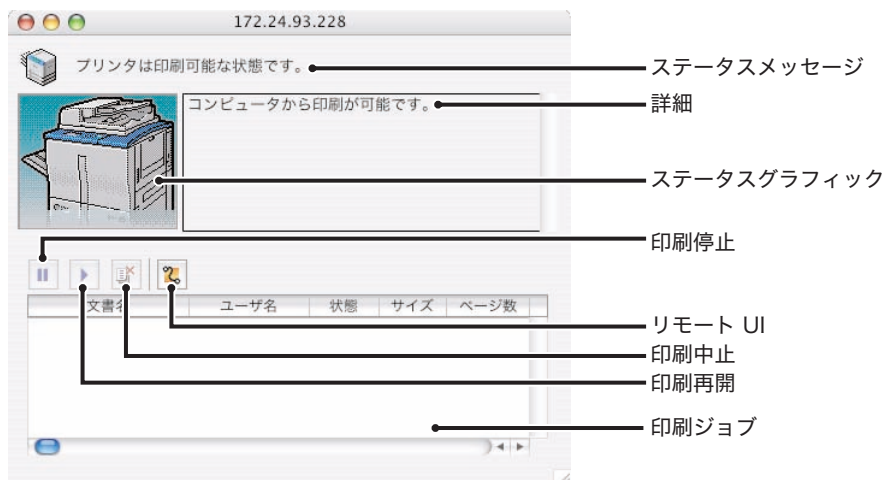 172.24.93.228
プリンタは印刷可能な状態です。
ステータスメッセージ
コンピュータから印刷が可能です。
詳細
ステータスグラフィック
印刷停止
文書名 ユーザ名 状態 サイズ ページ数
リモート UI
印刷中止
印刷再開
印刷ジョブ